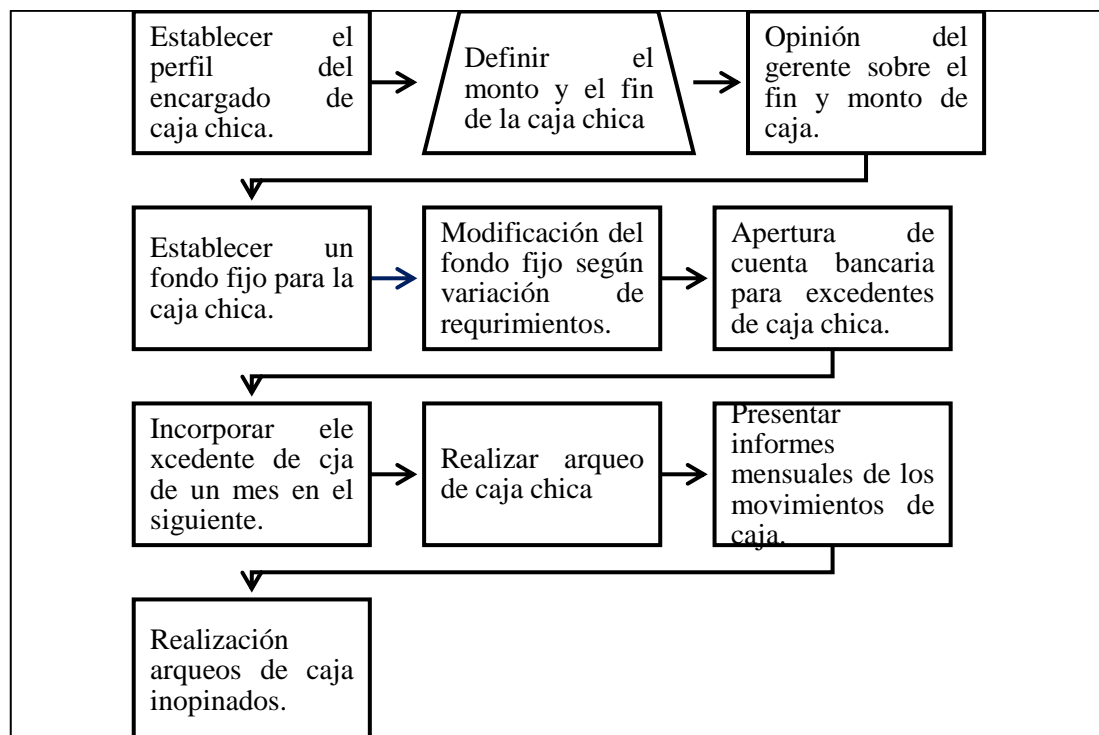 Establecer el
perfil del
encargado de
caja chica.
Definir el
monto y el fin
de la caja chica
Opinión del
gerente sobre el
fin y monto de
caja.
Establecer un
fondo fijo para la
caja chica.
Modificación del
fondo fijo según
variación de
requrimientos.
Apertura de
cuenta bancaria
para excedentes
de caja chica.
Incorporar ele
xcedente de cja
de un mes en el
siguiente.
Realizar arqueo
de caja chica
Presentar
informes
mensuales de los
movimientos de
caja.
Realización
arqueos de caja
inopinados.